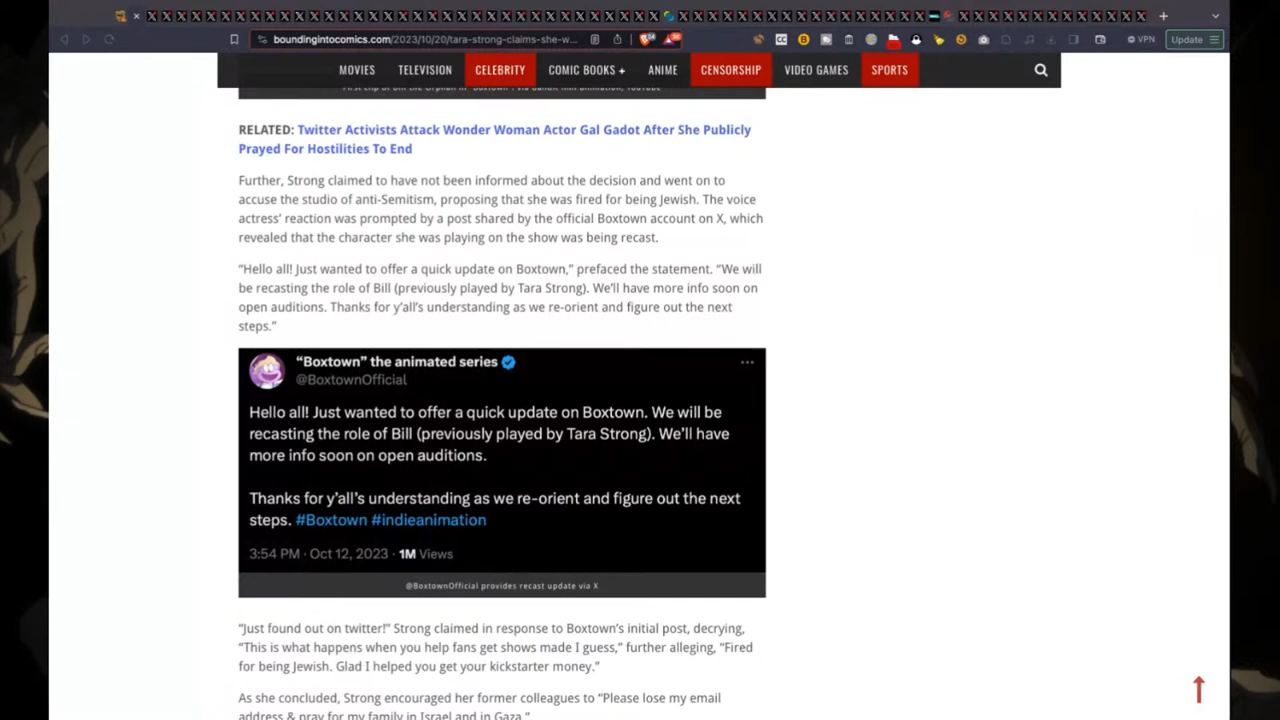 boundingintocomics.com/2023/10/20/tara-strong-claims-she-w...
VPN
Update
MOVIES TELEVISION CELEBRITY COMIC BOOKS + ANIME CENSORSHIP VIDEO GAMES SPORTS
RELATED: Twitter Activists Attack Wonder Woman Actor Gal Gadot After She Publicly
Prayed For Hostilities To End
Further, Strong claimed to have not been informed about the decision and went on to
accuse the studio of anti-Semitism, proposing that she was fired for being Jewish. The voice
actress’ reaction was prompted by a post shared by the official Boxtown account on X, which
revealed that the character she was playing on the show was being recast.
“Hello all! Just wanted to offer a quick update on Boxtown,” prefaced the statement. “We will
be recasting the role of Bill (previously played by Tara Strong). We’ll have more info soon on
open auditions. Thanks for y’all’s understanding as we re-orient and figure out the next
steps.”
“Boxtown” the animated series
@BoxtownOfficial
Hello all! Just wanted to offer a quick update on Boxtown. We will be
recasting the role of Bill (previously played by Tara Strong). We’ll have
more info soon on open auditions.
Thanks for y’all’s understanding as we re-orient and figure out the next
steps. #Boxtown #indieanimation
3:54 PM · Oct 12, 2023 · 1M Views
@BoxtownOfficial provides recast update via X
“Just found out on twitter!” Strong claimed in response to Boxtown’s initial post, decrying,
“This is what happens when you help fans get shows made I guess,” further alleging, “Fired
for being Jewish. Glad I helped you get your kickstarter money.”
As she concluded, Strong encouraged her former colleagues to “Please lose my email
address & pray for my family in Israel and in Gaza.”